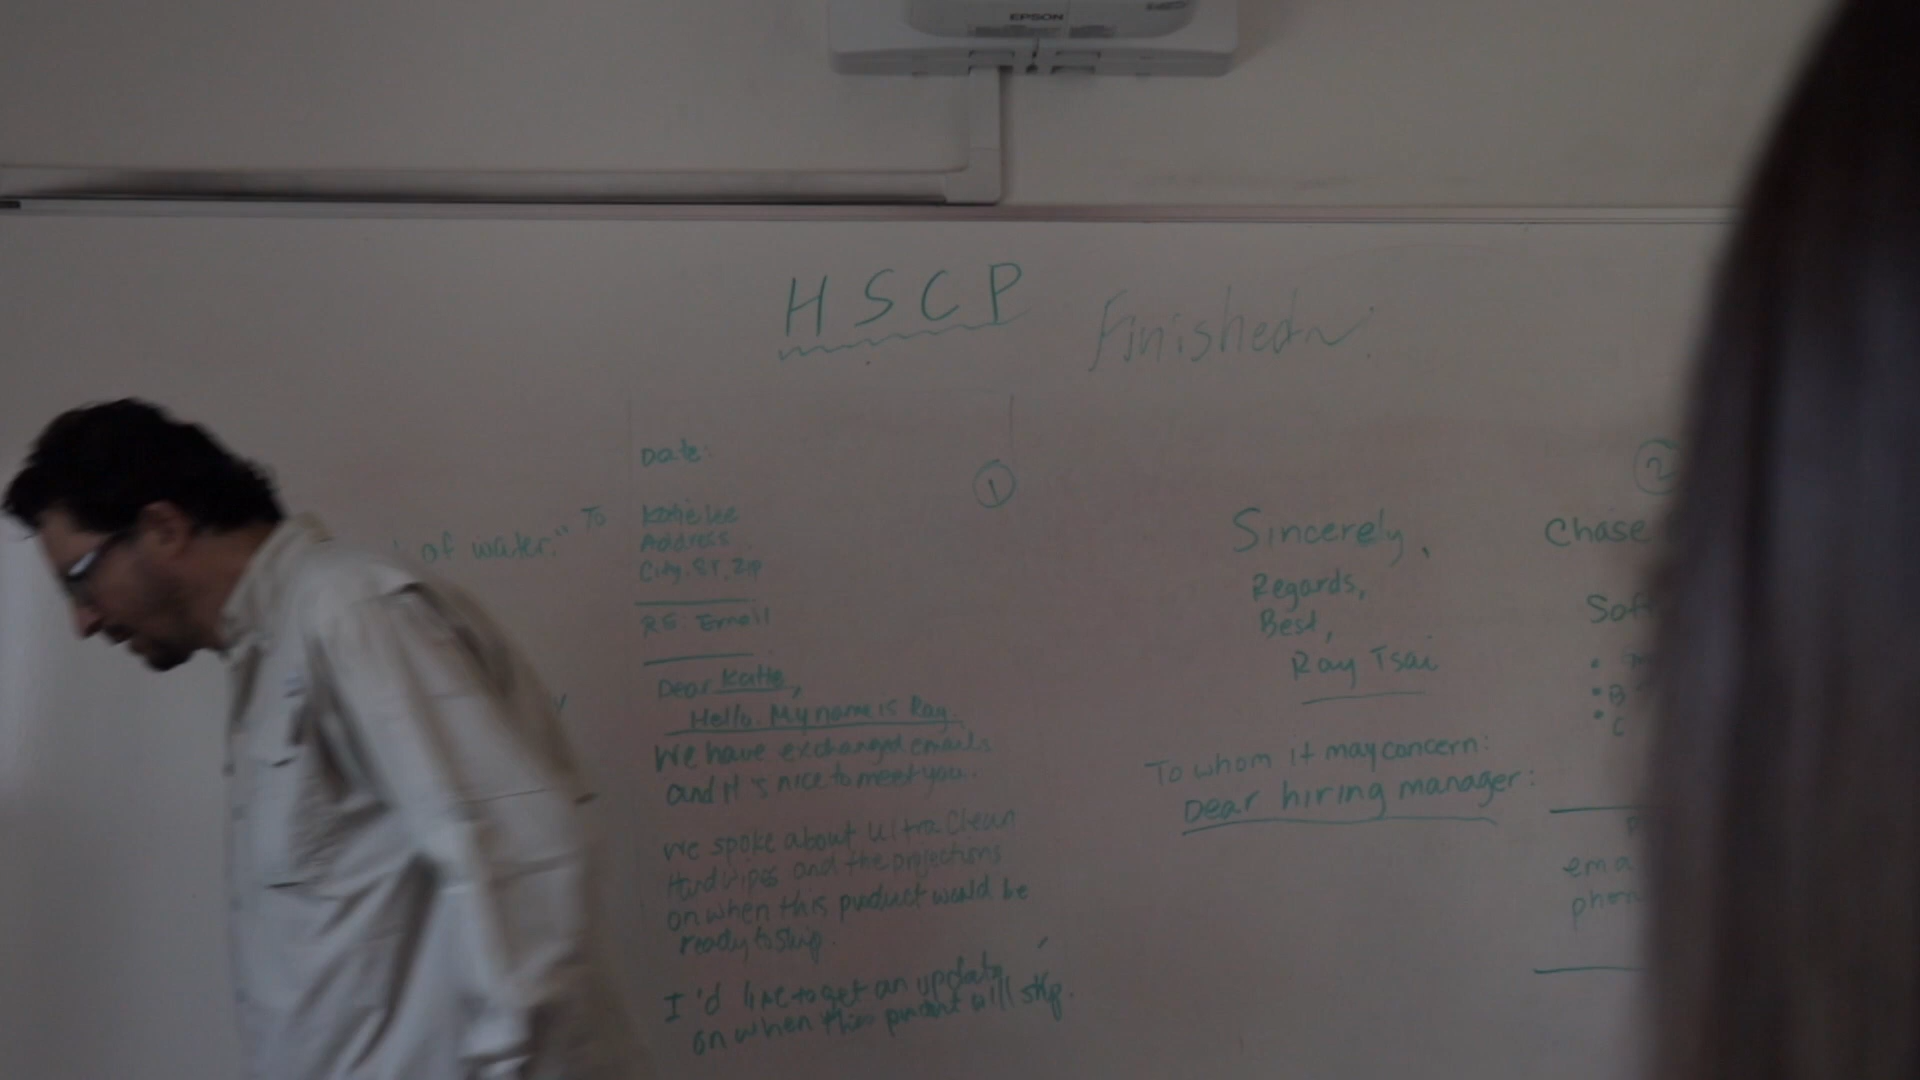 EPSON
HSCP
Finished
of water." To
Date:
Katie Lee
Address
City, ST, Zip
RE: Email
Dear Katie,
Hello. My name is Ray.
We have exchanged emails
and it's nice to meet you.
We spoke about Ultra Clean
Hand Wipes and the projections
on when this product would be
ready to ship.
I'd like to get an update
on when this product will ship.
1
Sincerely,
Regards,
Best,
Ray Tsai
To whom it may concern:
Dear hiring manager:
2
Chase
Sof
• B
• C
ema
phon